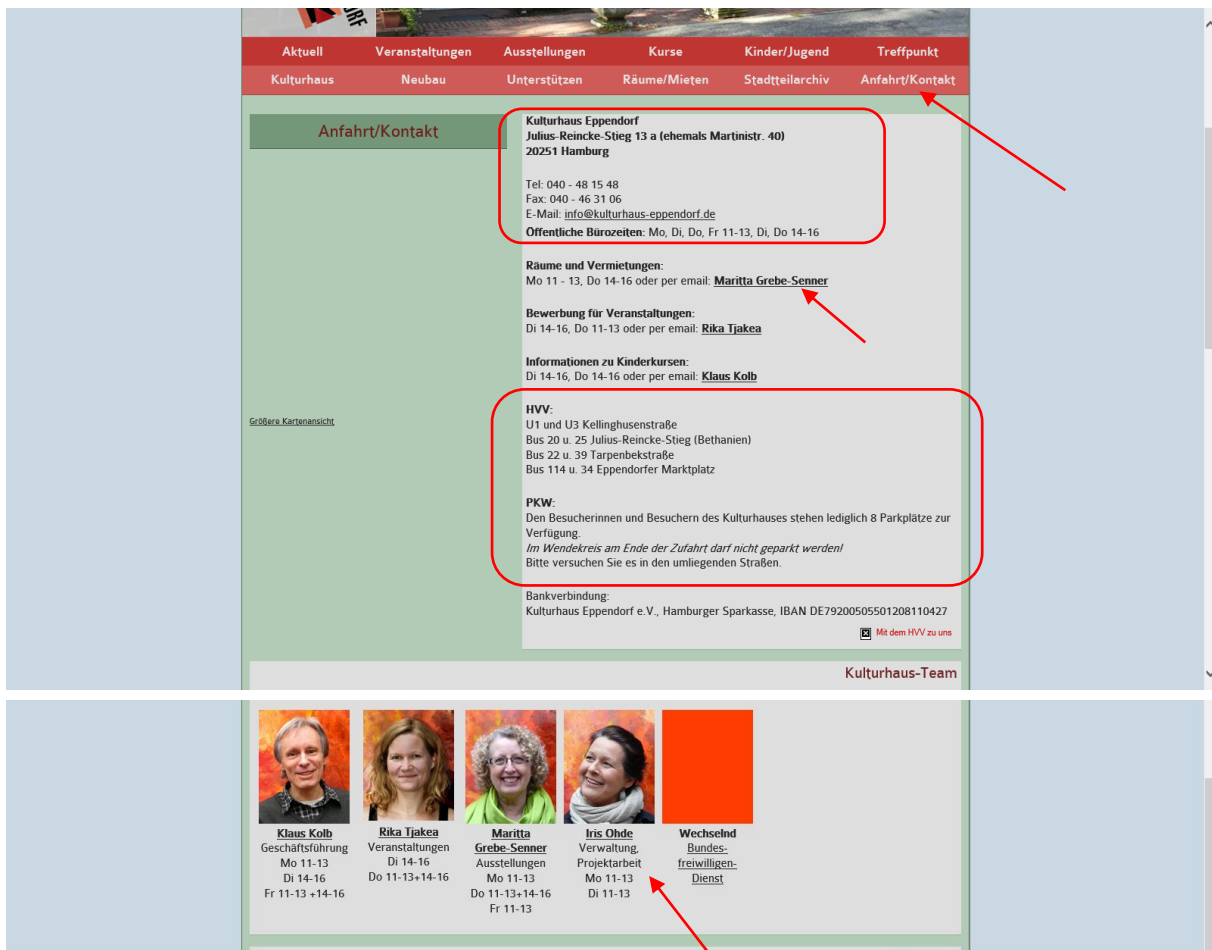 Aktuell Veranstaltungen Ausstellungen Kurse Kinder/Jugend Treffpunkt
Kulturhaus Neubau Unterstützen Räume/Mieten Stadtteilarchiv Anfahrt/Kontakt
Anfahrt/Kontakt
Kulturhaus Eppendorf
Julius-Reincke-Stieg 13 a (ehemals Martinistr. 40)
20251 Hamburg
Tel: 040 - 48 15 48
Fax: 040 - 46 31 06
E-Mail: info@kulturhaus-eppendorf.de
Öffentliche Bürozeiten: Mo, Di, Do, Fr 11-13, Di, Do 14-16
Räume und Vermietungen:
Mo 11 - 13, Do 14-16 oder per email: Maritta Grebe-Senner
Bewerbung für Veranstaltungen:
Di 14-16, Do 11-13 oder per email: Rika Tjakea
Informationen zu Kinderkursen:
Di 14-16, Do 14-16 oder per email: Klaus Kolb
Größere Kartenansicht
HVV:
U1 und U3 Kellinghusenstraße
Bus 20 u. 25 Julius-Reincke-Stieg (Bethanien)
Bus 22 u. 39 Tarpenbekstraße
Bus 114 u. 34 Eppendorfer Marktplatz
PKW:
Den Besucherinnen und Besuchern des Kulturhauses stehen lediglich 8 Parkplätze zur
Verfügung.
Im Wendekreis am Ende der Zufahrt darf nicht geparkt werden!
Bitte versuchen Sie es in den umliegenden Straßen.
Bankverbindung:
Kulturhaus Eppendorf e.V., Hamburger Sparkasse, IBAN DE79200505501208110427
Mit dem HVV zu uns
Kulturhaus-Team
Klaus Kolb
Geschäftsführung
Mo 11-13
Di 14-16
Fr 11-13 +14-16
Rika Tjakea
Veranstaltungen
Di 14-16
Do 11-13+14-16
Maritta
Grebe-Senner
Ausstellungen
Mo 11-13
Do 11-13+14-16
Fr 11-13
Iris Ohde
Verwaltung,
Projektarbeit
Mo 11-13
Di 11-13
Wechselnd
Bundes-
freiwilligen-
Dienst